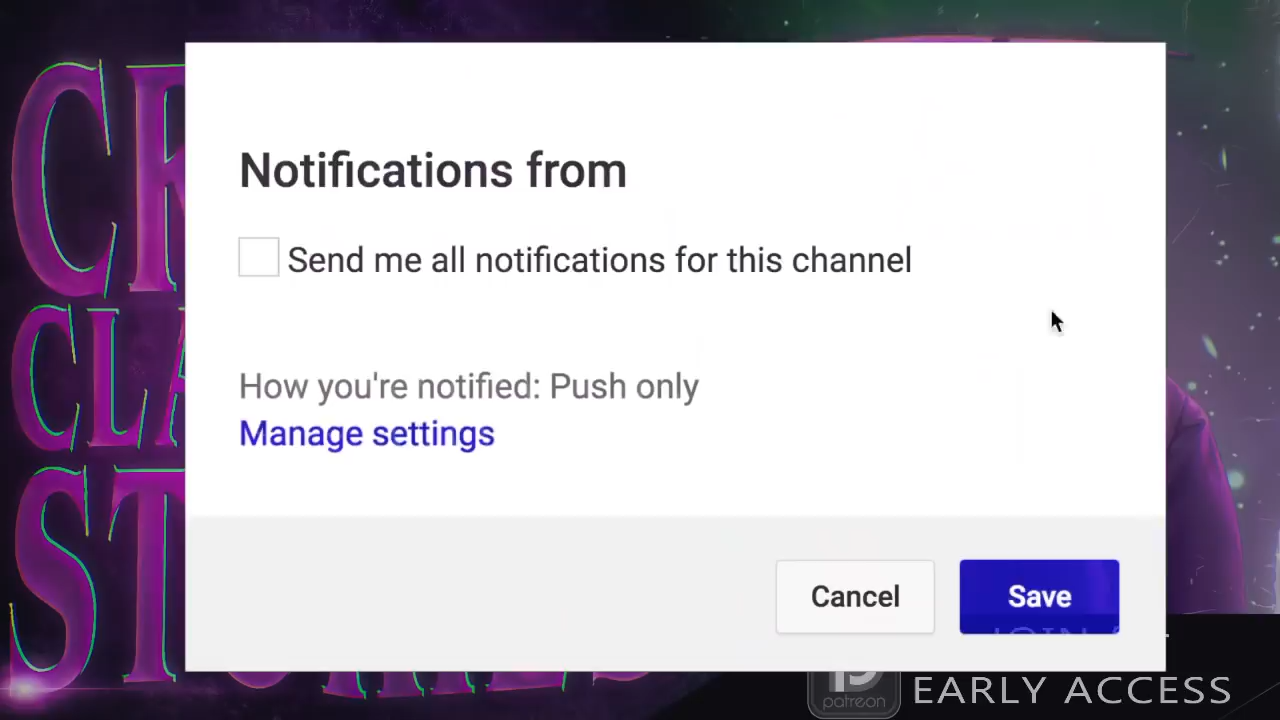 Notifications from
Send me all notifications for this channel
How you're notified: Push only
Manage settings
Cancel
Save
patreon
EARLY ACCESS